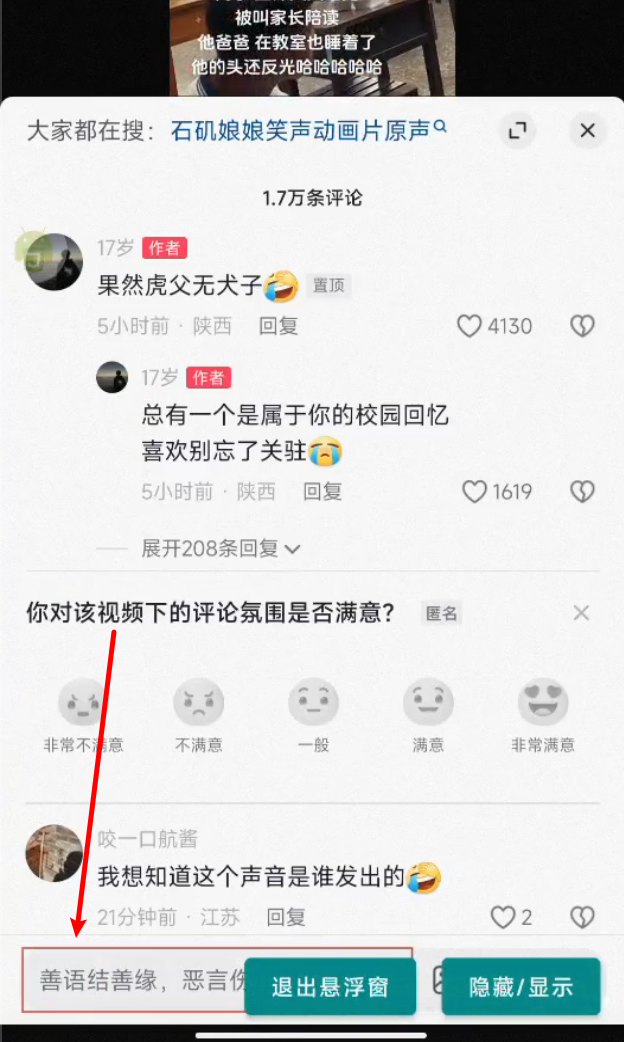 被叫家长陪读
他爸爸 在教室也睡着了
他的头还反光哈哈哈哈哈
大家都在搜：石矶娘娘笑声动画片原声
1.7万条评论
17岁 作者
果然虎父无犬子 置顶
5小时前 · 陕西 回复 4130
17岁 作者
总有一个是属于你的校园回忆
喜欢别忘了关驻
5小时前 · 陕西 回复 1619
展开208条回复
你对该视频下的评论氛围是否满意？ 匿名
非常不满意 不满意 一般 满意 非常满意
咬一口航酱
我想知道这个声音是谁发出的
21分钟前 · 江苏 回复 2
善语结善缘，恶言伤 退出悬浮窗 隐藏/显示